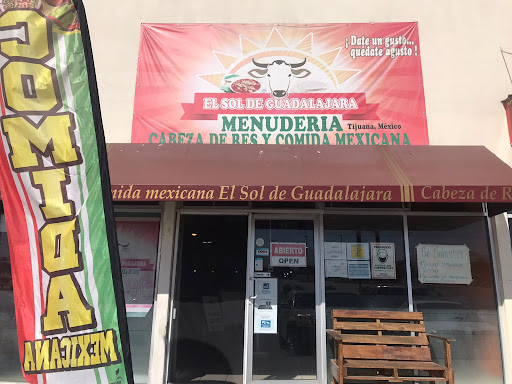 COMIDA
MEXICANA
¡ Date un gusto...
quédate agusto !
EL SOL DE GUADALAJARA
MENUDERIA
Tijuana, México
CABEZA DE RES Y COMIDA MEXICANA
mida mexicana El Sol de Guadalajara
Cabeza de R
ABIERTO
OPEN